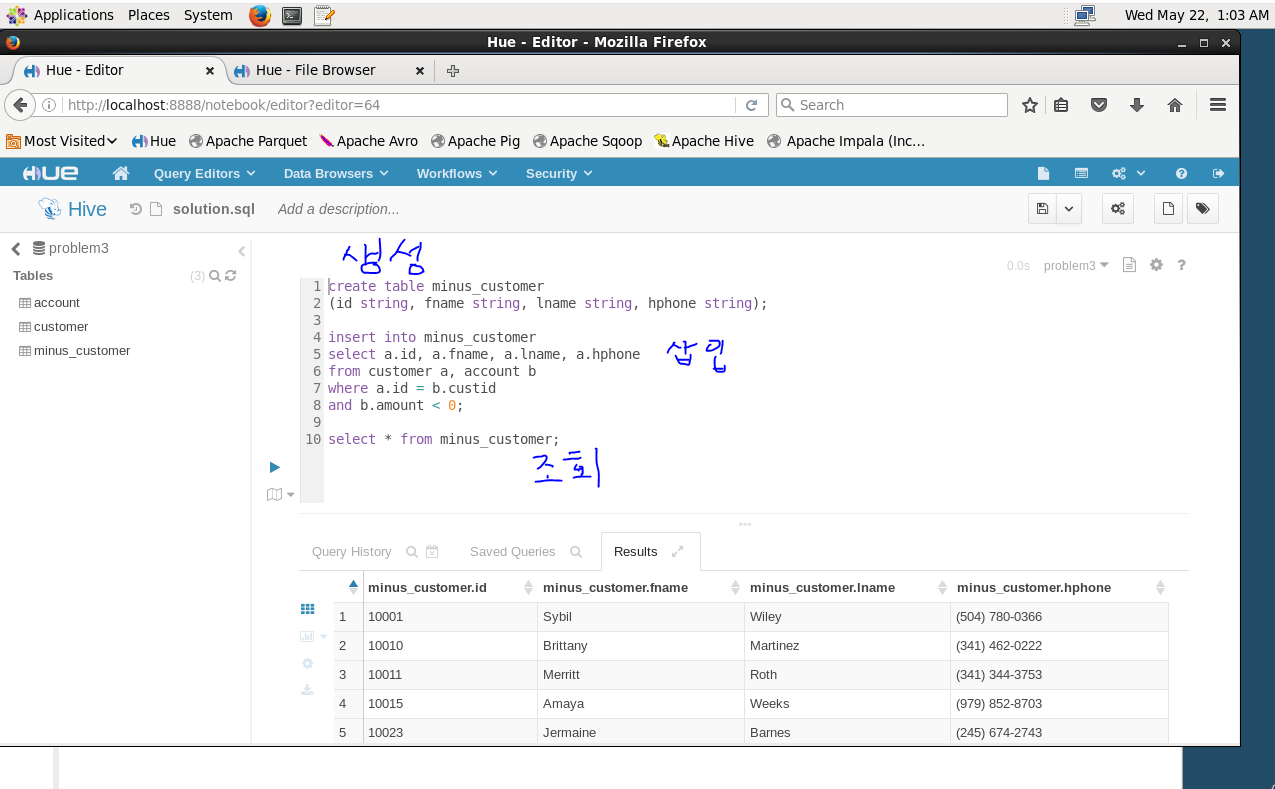 Applications Places System Wed May 22, 1:03 AM
Hue - Editor - Mozilla Firefox
Hue - Editor Hue - File Browser
http://localhost:8888/notebook/editor?editor=64 Search
Most Visited Hue Apache Parquet Apache Avro Apache Pig Apache Sqoop Apache Hive Apache Impala (Inc...
HUE Query Editors Data Browsers Workflows Security
Hive solution.sql Add a description...
problem3
생성
0.0s problem3 ?
Tables (3)
account
customer
minus_customer
1 create table minus_customer
2 (id string, fname string, lname string, hphone string);
3
4 insert into minus_customer
5 select a.id, a.fname, a.lname, a.hphone
삽입
6 from customer a, account b
7 where a.id = b.custid
8 and b.amount < 0;
9
10 select * from minus_customer;
조회
Query History Saved Queries Results
minus_customer.id minus_customer.fname minus_customer.lname minus_customer.hphone
1 10001 Sybil Wiley (504) 780-0366
2 10010 Brittany Martinez (341) 462-0222
3 10011 Merritt Roth (341) 344-3753
4 10015 Amaya Weeks (979) 852-8703
5 10023 Jermaine Barnes (245) 674-2743